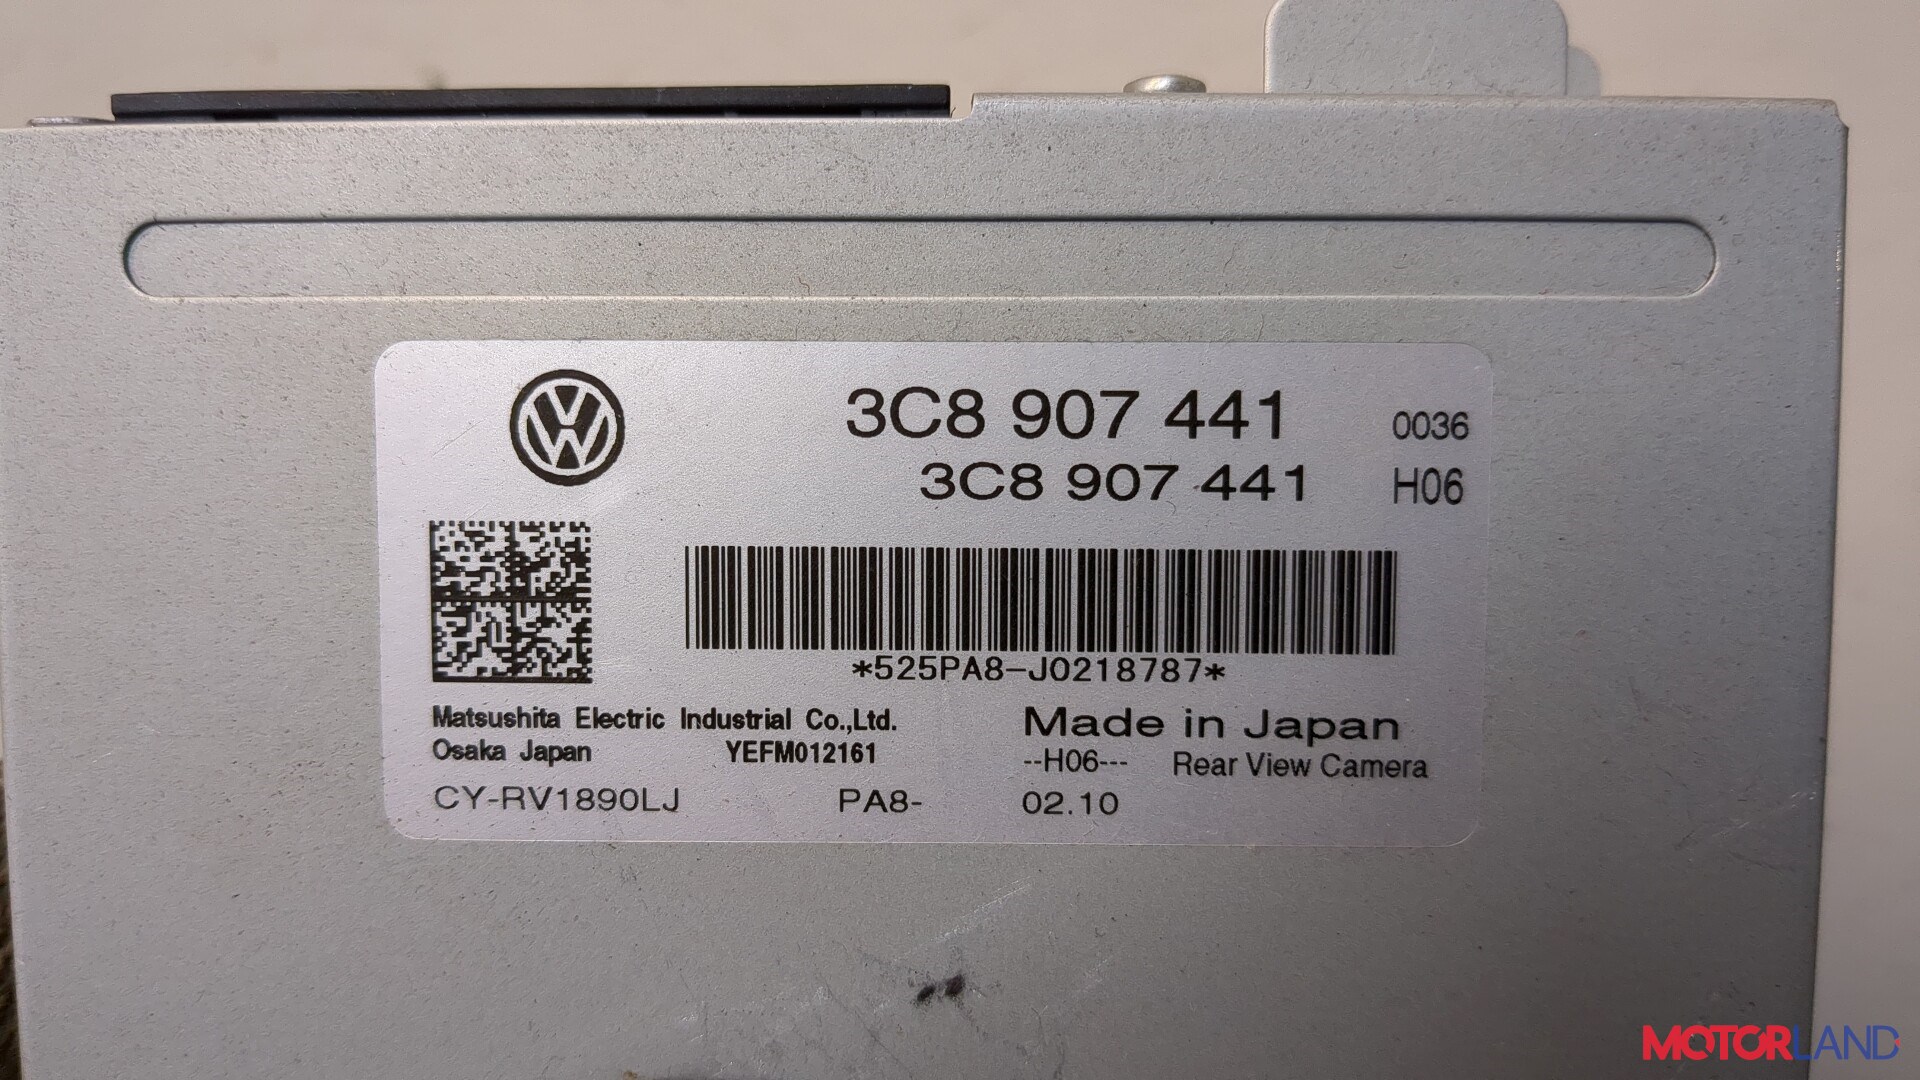 3C8 907 441 0036
3C8 907 441 H06
*525PA8-J0218787*
Matsushita Electric Industrial Co.,Ltd.
Osaka Japan YEFM012161
Made in Japan
--H06--- Rear View Camera
CY-RV1890LJ PA8- 02.10
MOTORLAND